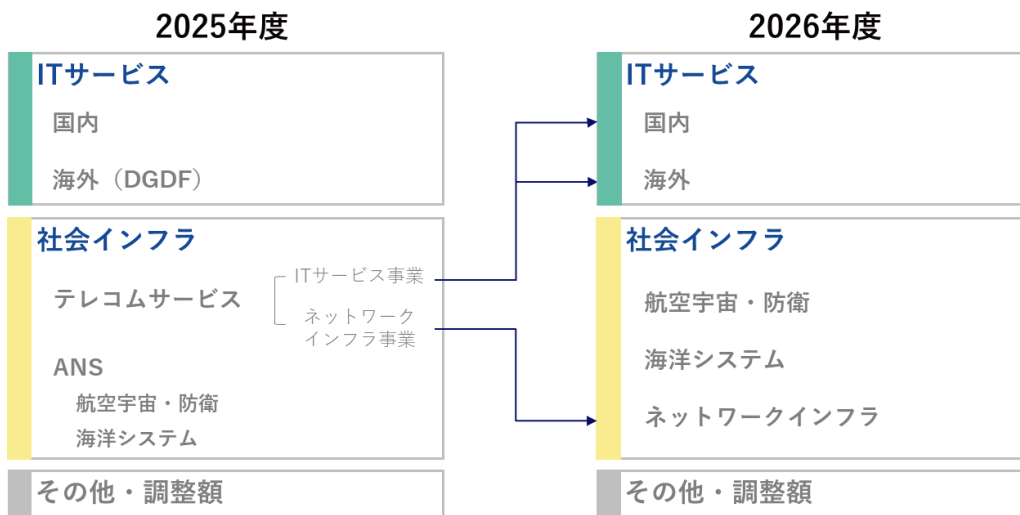 2025年度
ITサービス
国内
海外（DGDF）
社会インフラ
テレコムサービス
ITサービス事業
ネットワーク
インフラ事業
ANS
航空宇宙・防衛
海洋システム
その他・調整額
2026年度
ITサービス
国内
海外
社会インフラ
航空宇宙・防衛
海洋システム
ネットワークインフラ
その他・調整額